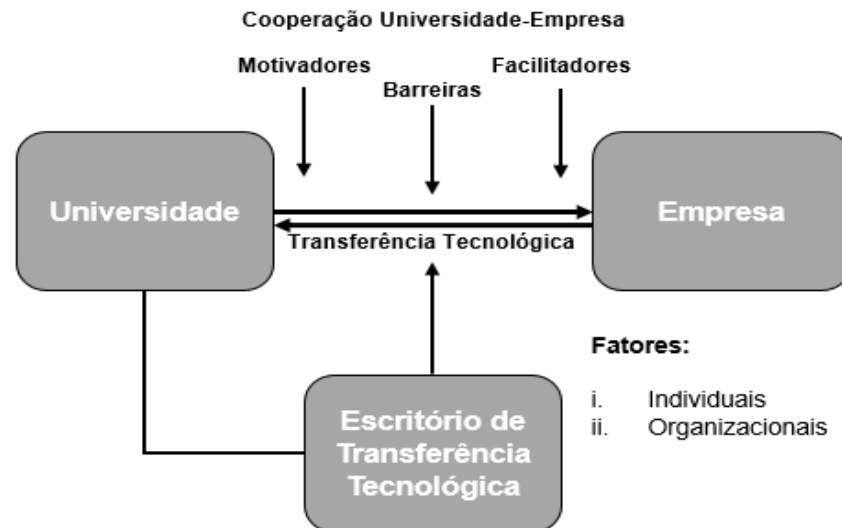 Cooperação Universidade-Empresa
Motivadores
Facilitadores
Barreiras
Universidade
Empresa
Transferência Tecnológica
Fatores:
i. Individuais
ii. Organizacionais
Escritório de
Transferência
Tecnológica